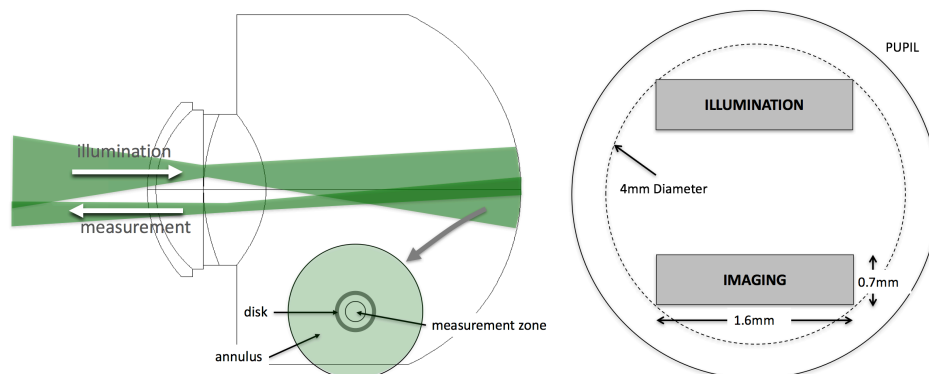 illumination
measurement
disk
annulus
measurement zone
PUPIL
ILLUMINATION
4mm Diameter
IMAGING
0.7mm
1.6mm